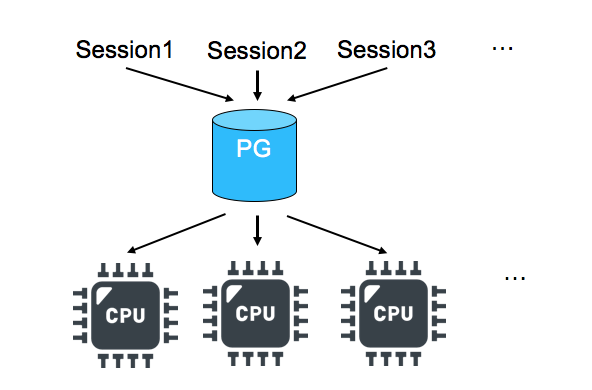 Session1 Session2 Session3 ...
PG
CPU CPU CPU ...